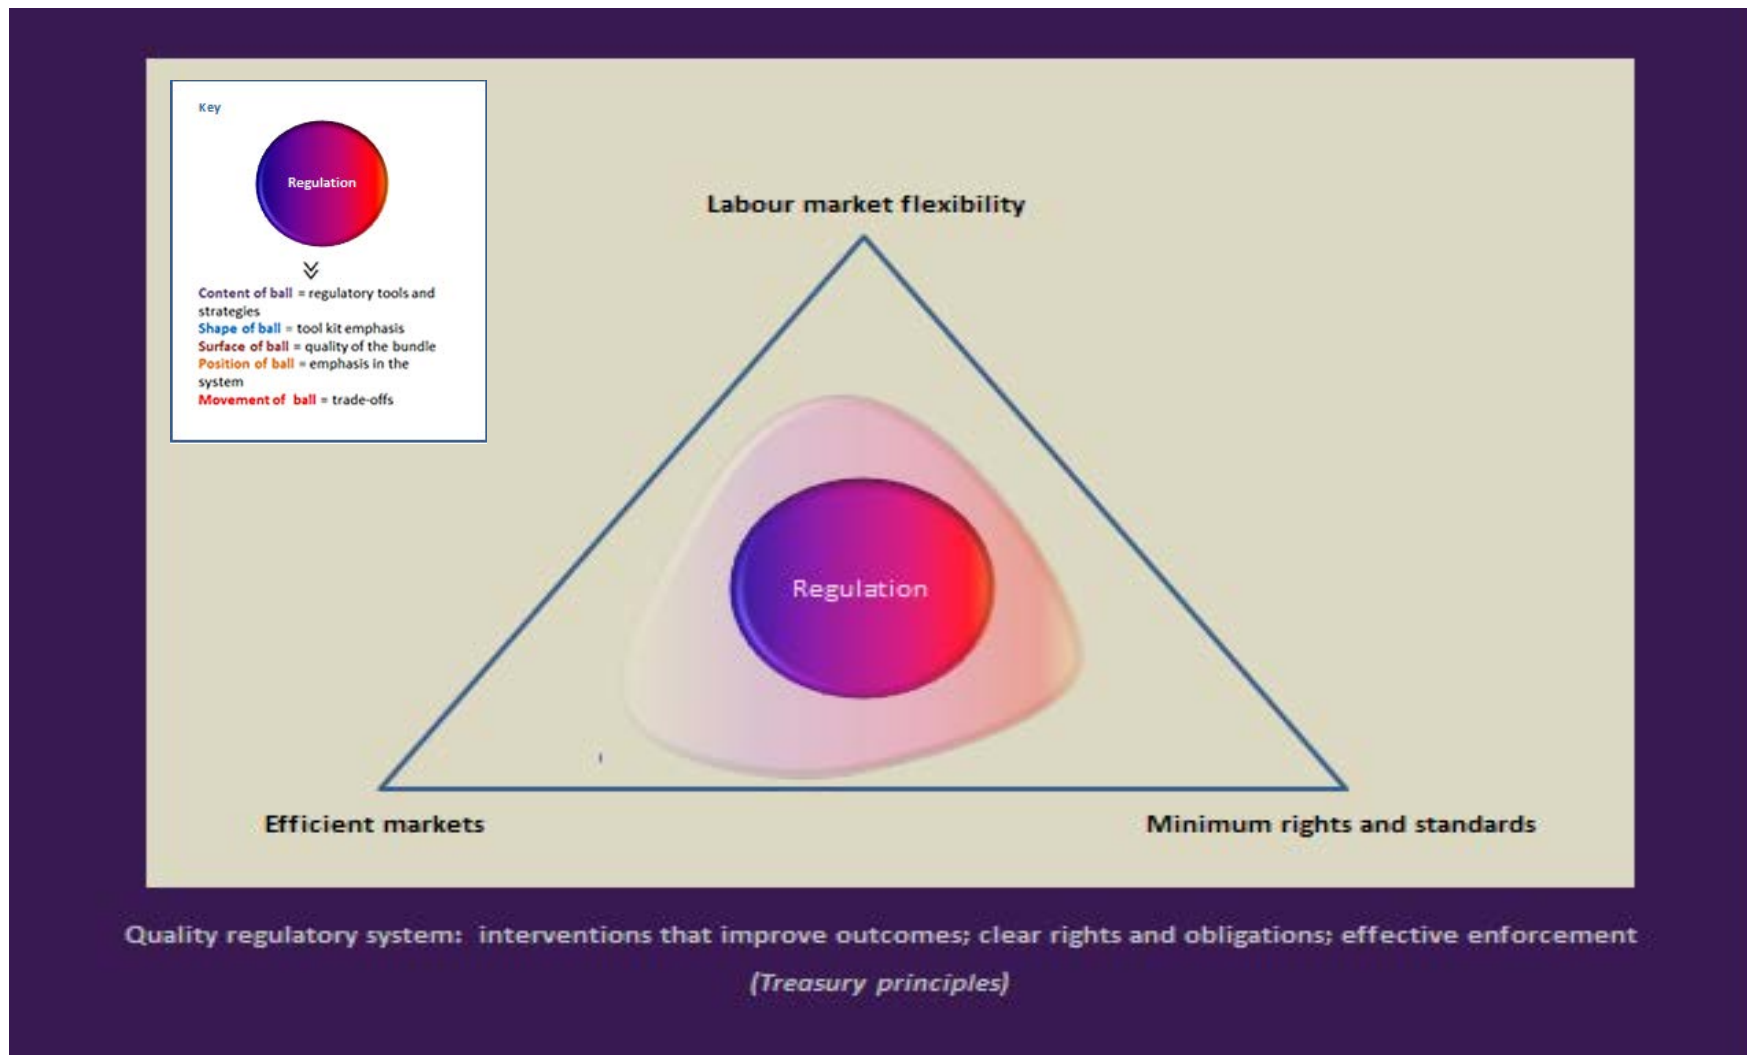 Key
Regulation
Content of ball = regulatory tools and
strategies
Shape of ball = tool kit emphasis
Surface of ball = quality of the bundle
Position of ball = emphasis in the
system
Movement of ball = trade-offs
Labour market flexibility
Regulation
Efficient markets
Minimum rights and standards
Quality regulatory system: interventions that improve outcomes; clear rights and obligations; effective enforcement
(Treasury principles)